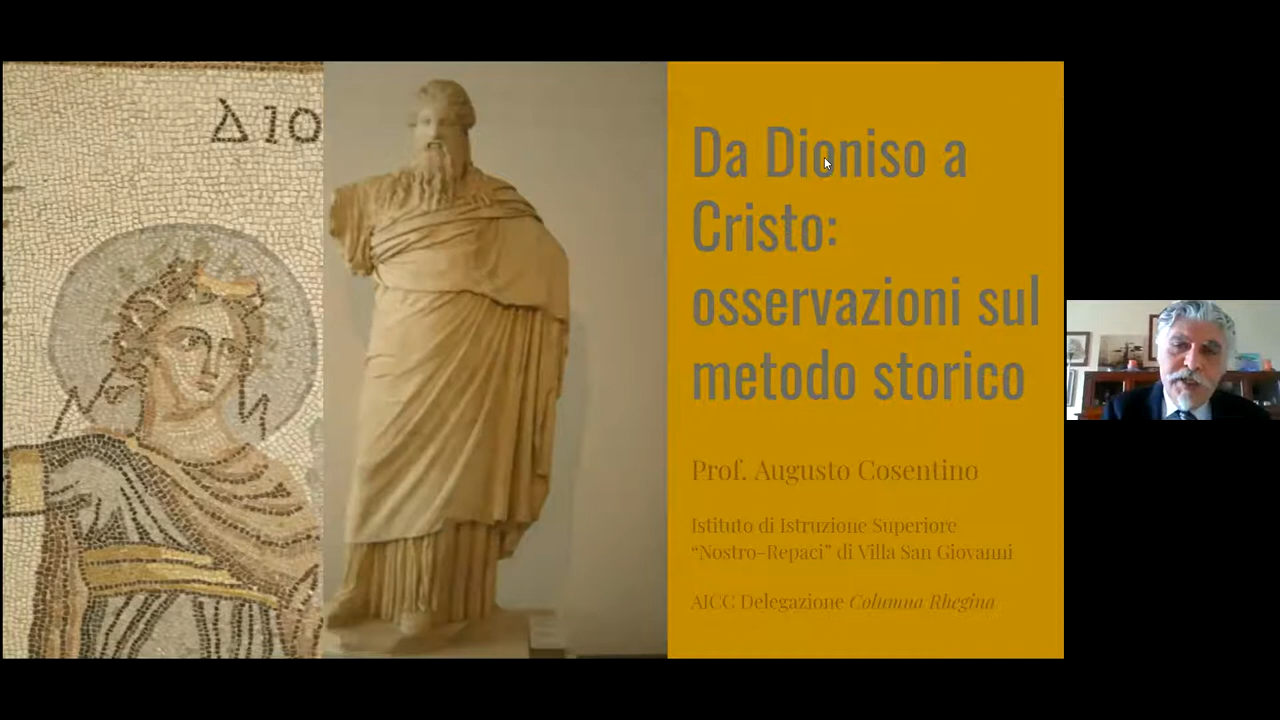 ΔΙΟ
Da Dioniso a
Cristo:
osservazioni sul
metodo storico
Prof. Augusto Cosentino
Istituto di Istruzione Superiore
“Nostro-Repaci” di Villa San Giovanni
AICC Delegazione Columna Rhegina